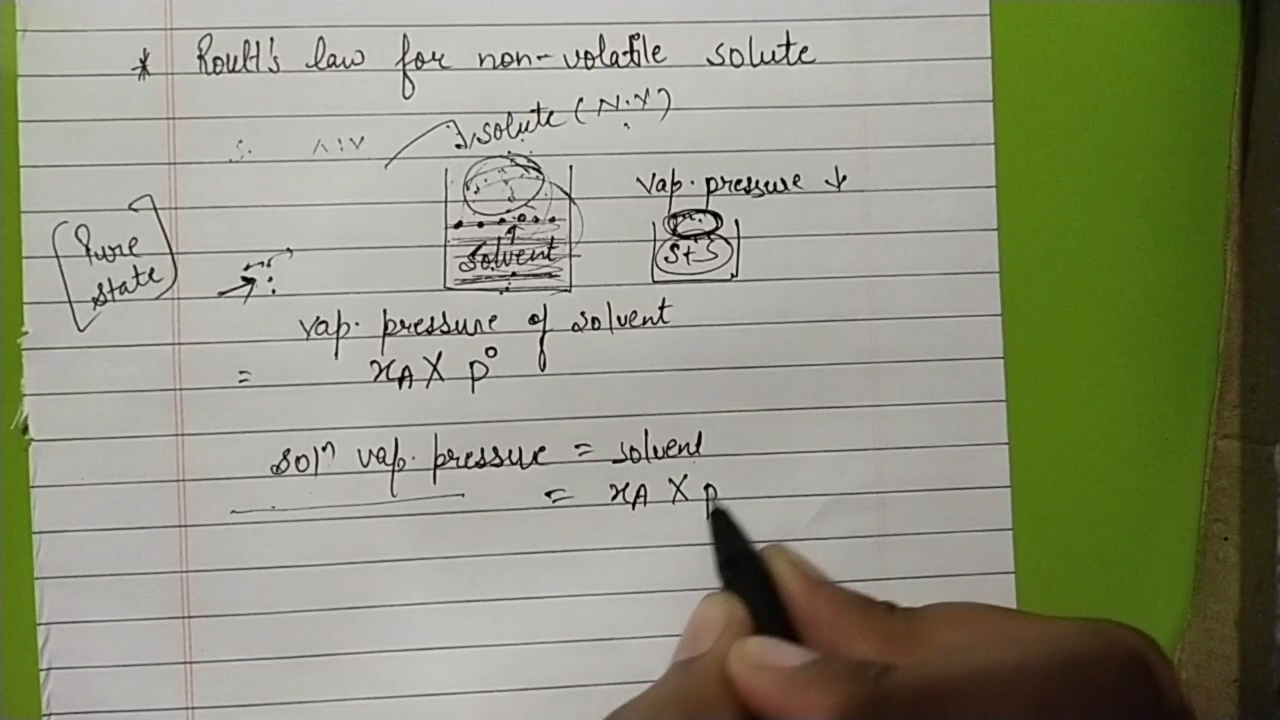 * Roult's law for non-volatile solute
solute (N.V)
Vap. pressure ↓
Pure
state
solvent
S+S
vap. pressure of solvent
= xA X p°
soln vap. pressure = solvent
= xA X p